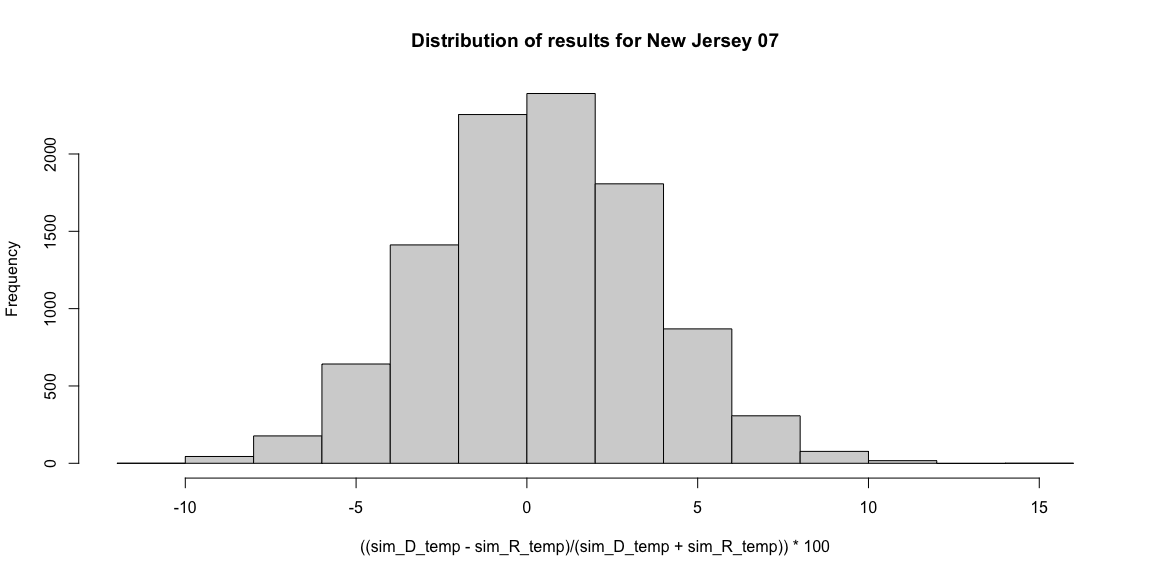 Distribution of results for New Jersey 07
Frequency
2000
1500
1000
500
0
-10 -5 0 5 10 15
((sim_D_temp - sim_R_temp)/(sim_D_temp + sim_R_temp)) * 100